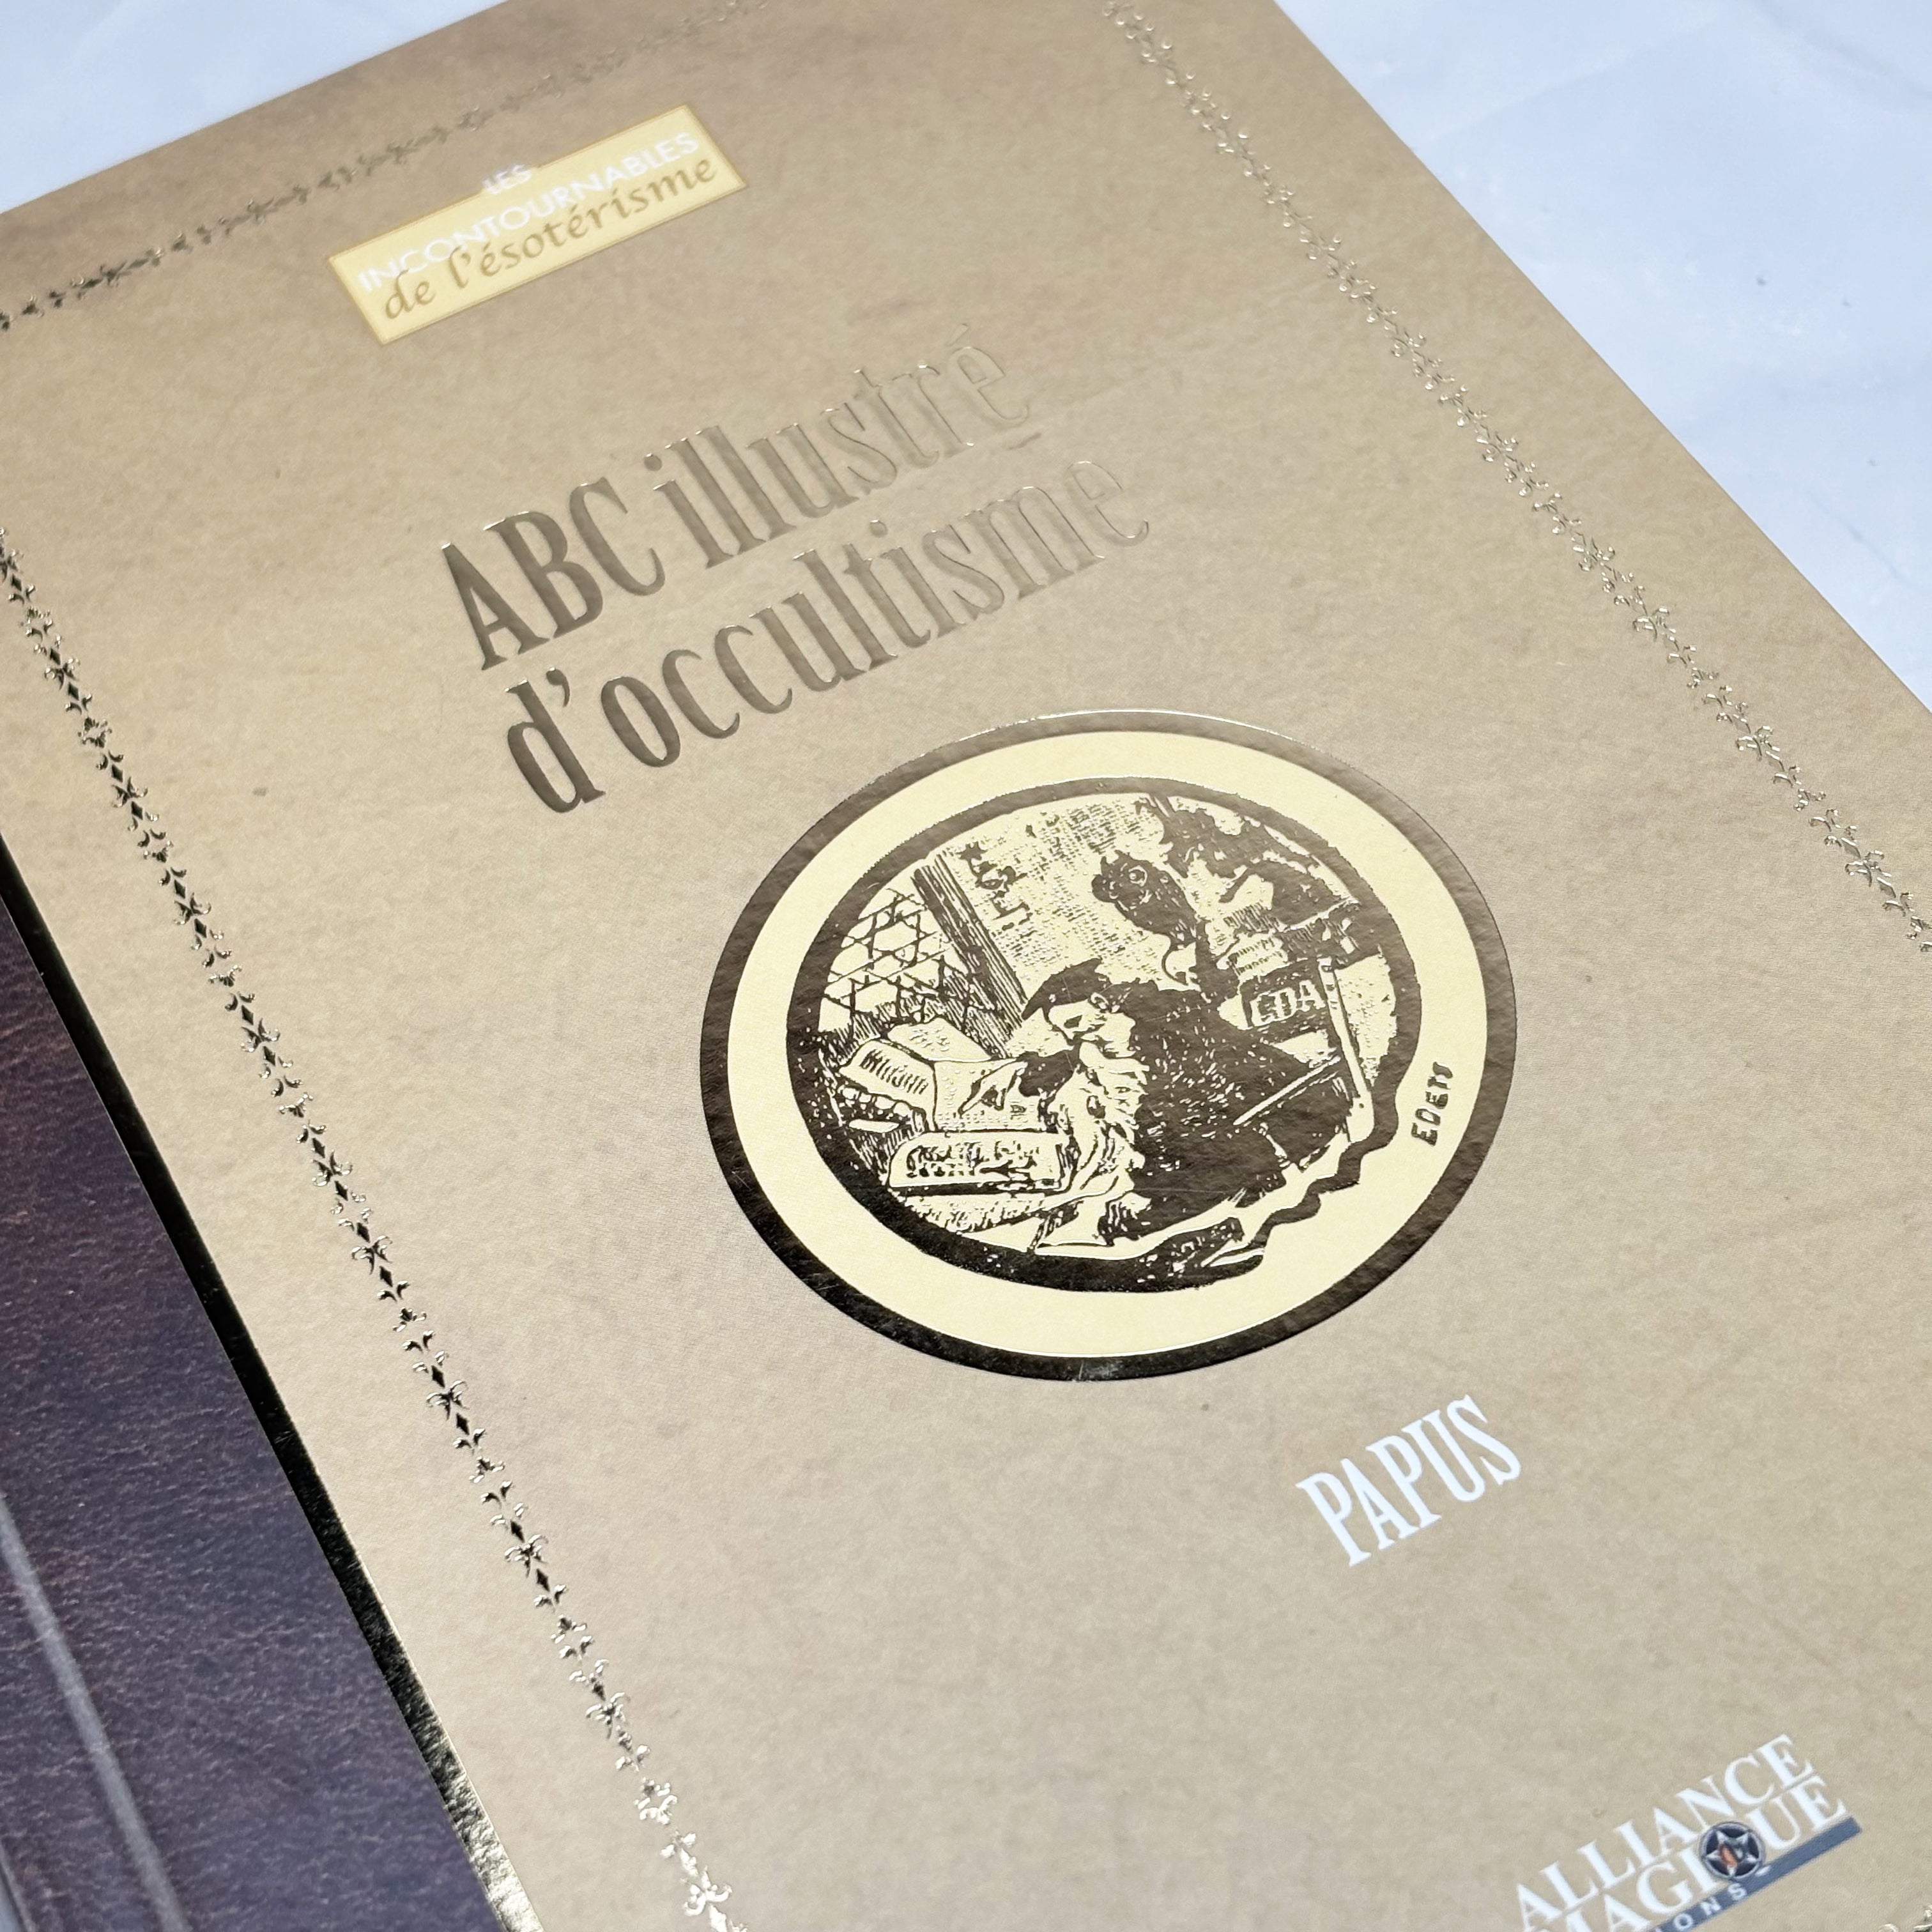 LES
INCONTOURNABLES
de l'ésotérisme
ABC illustré
d'occultisme
PAPUS
ALLIANCE
MAGIQUE